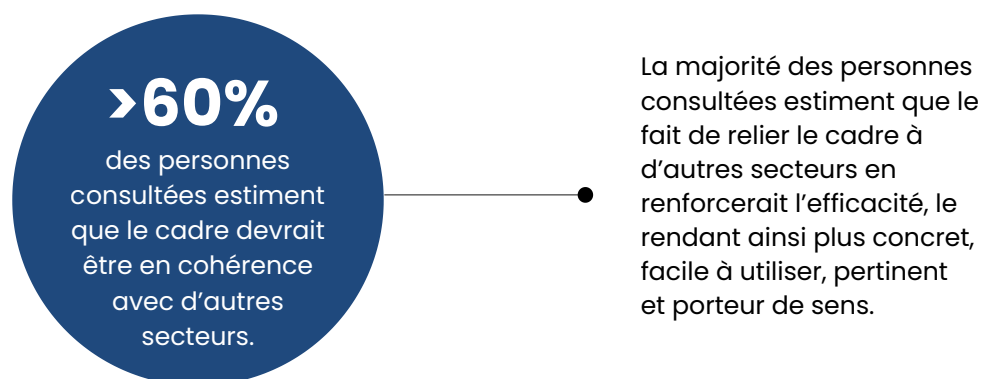 >60%
des personnes
consultées estiment
que le cadre devrait
être en cohérence
avec d’autres
secteurs.
La majorité des personnes
consultées estiment que le
fait de relier le cadre à
d’autres secteurs en
renforcerait l’efficacité, le
rendant ainsi plus concret,
facile à utiliser, pertinent
et porteur de sens.